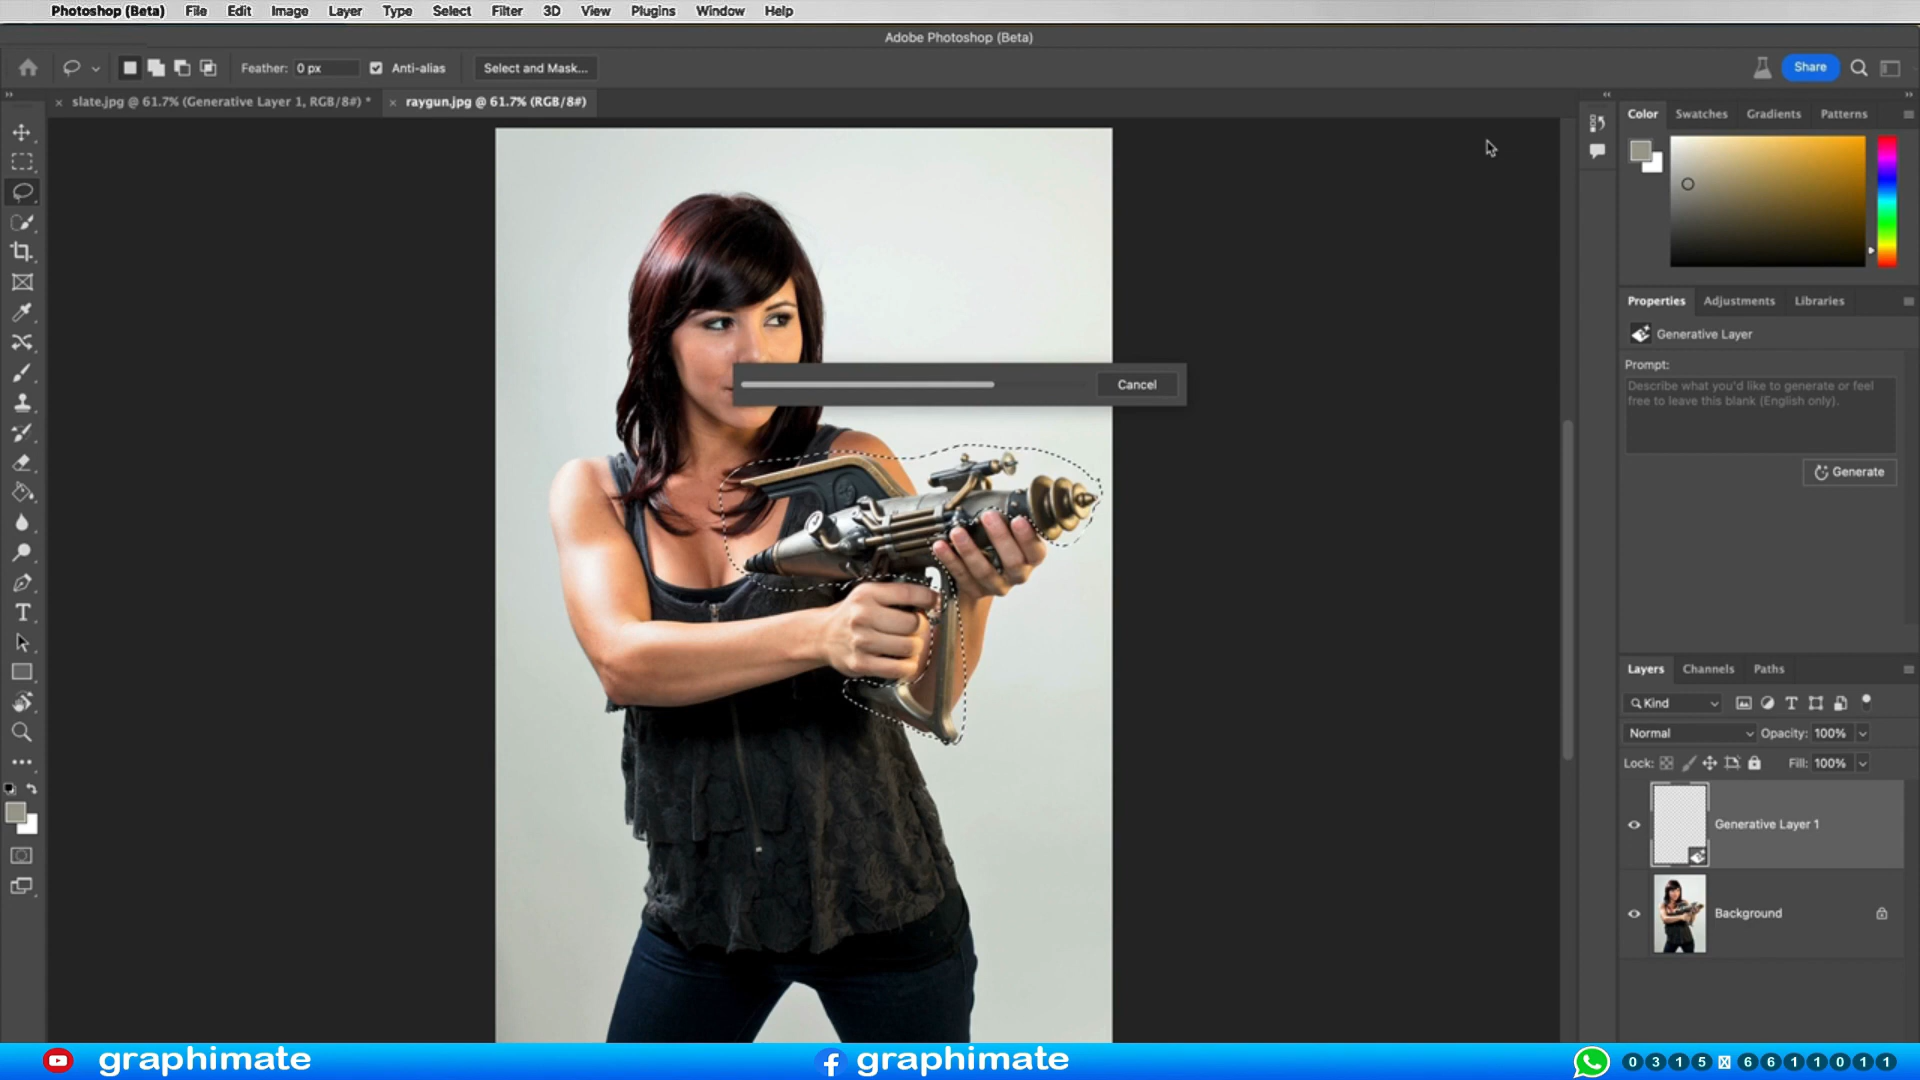 Photoshop (Beta) File Edit Image Layer Type Select Filter 3D View Plugins Window Help
Adobe Photoshop (Beta)
Feather: 0 px Anti-alias Select and Mask... Share
slate.jpg @ 61.7% (Generative Layer 1, RGB/8#) * raygun.jpg @ 61.7% (RGB/8#)
Color Swatches Gradients Patterns
Properties Adjustments Libraries
Generative Layer
Prompt:
Describe what you'd like to generate or feel
free to leave this blank (English only).
Cancel
Generate
Layers Channels Paths
Kind
Normal Opacity: 100%
Lock: Fill: 100%
Generative Layer 1
Background
graphimate graphimate 0315 6611011